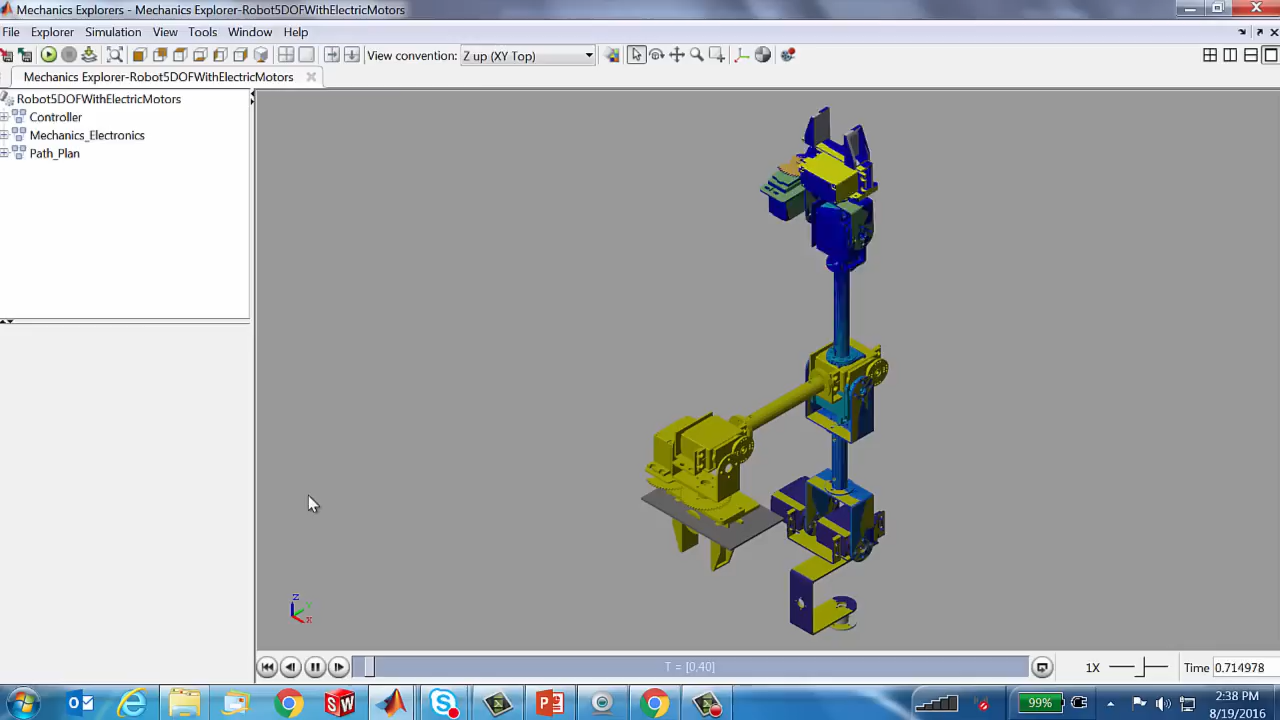 Mechanics Explorers - Mechanics Explorer-Robot5DOFWithElectricMotors
File Explorer Simulation View Tools Window Help
View convention: Z up (XY Top)
Mechanics Explorer-Robot5DOFWithElectricMotors
Robot5DOFWithElectricMotors
Controller
Mechanics_Electronics
Path_Plan
Z
Y
X
T = [0,40]
1X
Time 0.714978
SW
99%
2:38 PM
8/19/2016